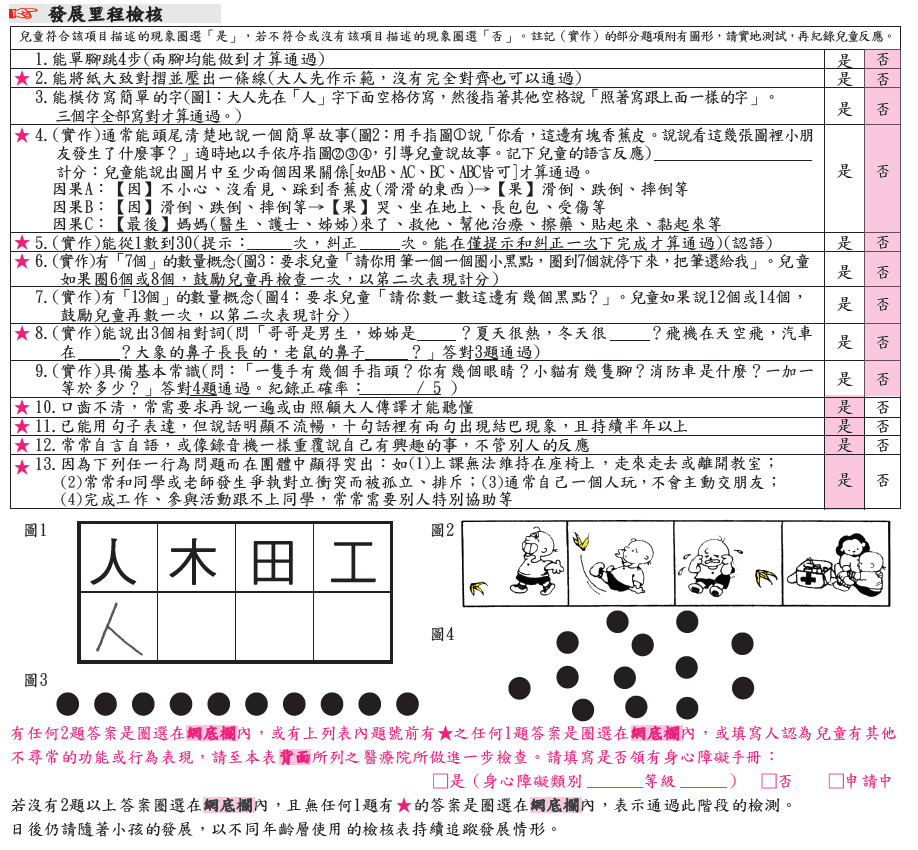 ☞ 發展里程檢核
兒童符合該項目描述的現象圈選「是」，若不符合或沒有該項目描述的現象圈選「否」。註記（實作）的部分題項附有圖形，請實地測試，再紀錄兒童反應。
1.能單腳跳4步(兩腳均能做到才算通過) 是 否
★ 2.能將紙大致對摺並壓出一條線(大人先作示範，沒有完全對齊也可以通過) 是 否
3.能模仿寫簡單的字(圖1：大人先在「人」字下面空格仿寫，然後指著其他空格說「照著寫跟上面一樣的字」。
三個字全部寫對才算通過。) 是 否
★ 4.(實作)通常能頭尾清楚地說一個簡單故事(圖2：用手指圖①說「你看，這邊有塊香蕉皮。說說看這幾張圖裡小朋
友發生了什麼事？」適時地以手依序指圖②③④，引導兒童說故事。記下兒童的語言反應)
計分：兒童能說出圖片中至少兩個因果關係[如AB、AC、BC、ABC皆可]才算通過。 是 否
因果A：【因】不小心、沒看見、踩到香蕉皮(滑滑的東西)→【果】滑倒、跌倒、摔倒等
因果B：【因】滑倒、跌倒、摔倒等→【果】哭、坐在地上、長包包、受傷等
因果C：【最後】媽媽(醫生、護士、姊姊)來了、救他、幫他治療、擦藥、貼起來、黏起來等
★ 5.(實作)能從1數到30(提示：_____次，糾正_____次。能在僅提示和糾正一次下完成才算通過)(認語) 是 否
★ 6.(實作)有「7個」的數量概念(圖3：要求兒童「請你用筆一個一個圈小黑點，圈到7個就停下來，把筆還給我」。兒童
如果圈6個或8個，鼓勵兒童再檢查一次，以第二次表現計分) 是 否
7.(實作)有「13個」的數量概念(圖4：要求兒童「請你數一數這邊有幾個黑點？」。兒童如果說12個或14個，
鼓勵兒童再數一次，以第二次表現計分) 是 否
★ 8.(實作)能說出3個相對詞(問「哥哥是男生，姊姊是_____？夏天很熱，冬天很_____？飛機在天空飛，汽車
在_____？大象的鼻子長長的，老鼠的鼻子_____？」答對3題通過) 是 否
9.(實作)具備基本常識(問：「一隻手有幾個手指頭？你有幾個眼睛？小貓有幾隻腳？消防車是什麼？一加一
等於多少？」答對4題通過。紀錄正確率：_____/ 5 ) 是 否
★ 10.口齒不清，常需要求再說一遍或由照顧大人傳譯才能聽懂 是 否
★ 11.已能用句子表達，但說話明顯不流暢，十句話裡有兩句出現結巴現象，且持續半年以上 是 否
★ 12.常常自言自語，或像錄音機一樣重覆說自己有興趣的事，不管別人的反應 是 否
★ 13.因為下列任一行為問題而在團體中顯得突出：如(1)上課無法維持在座椅上，走來走去或離開教室；
(2)常常和同學或老師發生爭執對立衝突而被孤立、排斥；(3)通常自己一個人玩，不會主動交朋友； 是 否
(4)完成工作、參與活動跟不上同學，常常需要別人特別協助等
圖1
人 木 田 工
人
圖2
圖4
圖3
有任何2題答案是圈選在網底欄內，或有上列表內題號前有★之任何1題答案是圈選在網底欄內，或填寫人認為兒童有其他
不尋常的功能或行為表現，請至本表背面所列之醫療院所做進一步檢查。請填寫是否領有身心障礙手冊：
□是（身心障礙類別_____等級_____） □否 □申請中
若沒有2題以上答案圈選在網底欄內，且無任何1題有★的答案是圈選在網底欄內，表示通過此階段的檢測。
日後仍請隨著小孩的發展，以不同年齡層使用的檢核表持續追蹤發展情形。